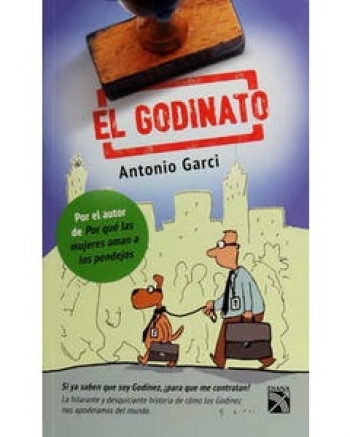 EL GODINATO
Antonio Garci
Por el autor
de Por qué las
mujeres aman a
los pendejos
Si ya saben que soy Godínez, ¡para que me contratan!
La hilarante y desquiciante historia de cómo los Godínez
nos apoderamos del mundo.
DIANA